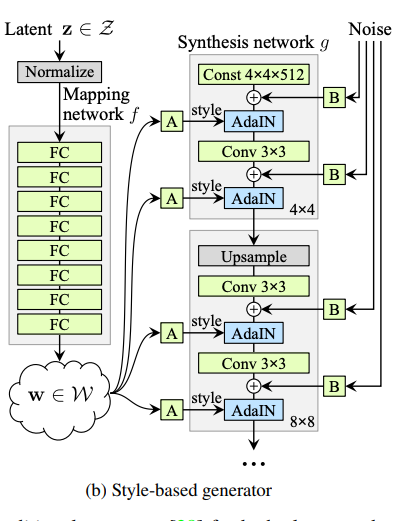 Latent z ∈ Z
Normalize
Mapping
network f
FC
FC
FC
FC
FC
FC
FC
FC
w ∈ W
Synthesis network g
Noise
Const 4×4×512
B
A
style
AdaIN
Conv 3×3
B
A
style
AdaIN
4×4
Upsample
Conv 3×3
B
A
style
AdaIN
Conv 3×3
B
A
style
AdaIN
8×8
...
(b) Style-based generator